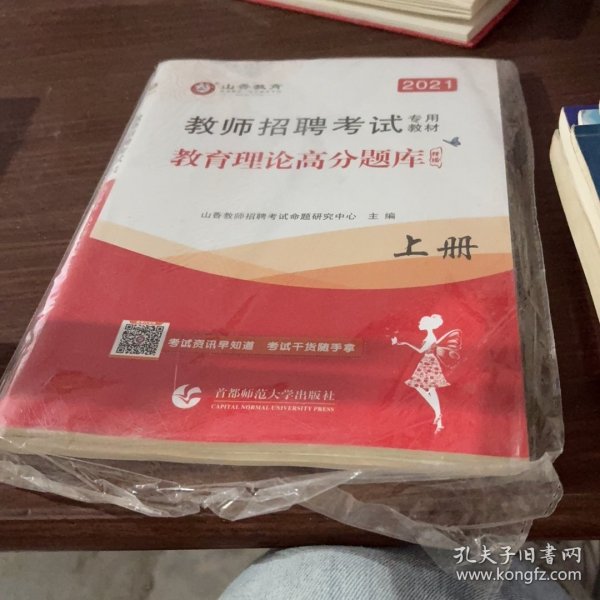 山香教育
2021
教师招聘考试 专用教材
教育理论高分题库 精编
山香教师招聘考试命题研究中心 主编
上册
考试资讯早知道 考试干货随手拿
首都师范大学出版社
CAPITAL NORMAL UNIVERSITY PRESS
孔夫子旧书网
www.kongfz.com